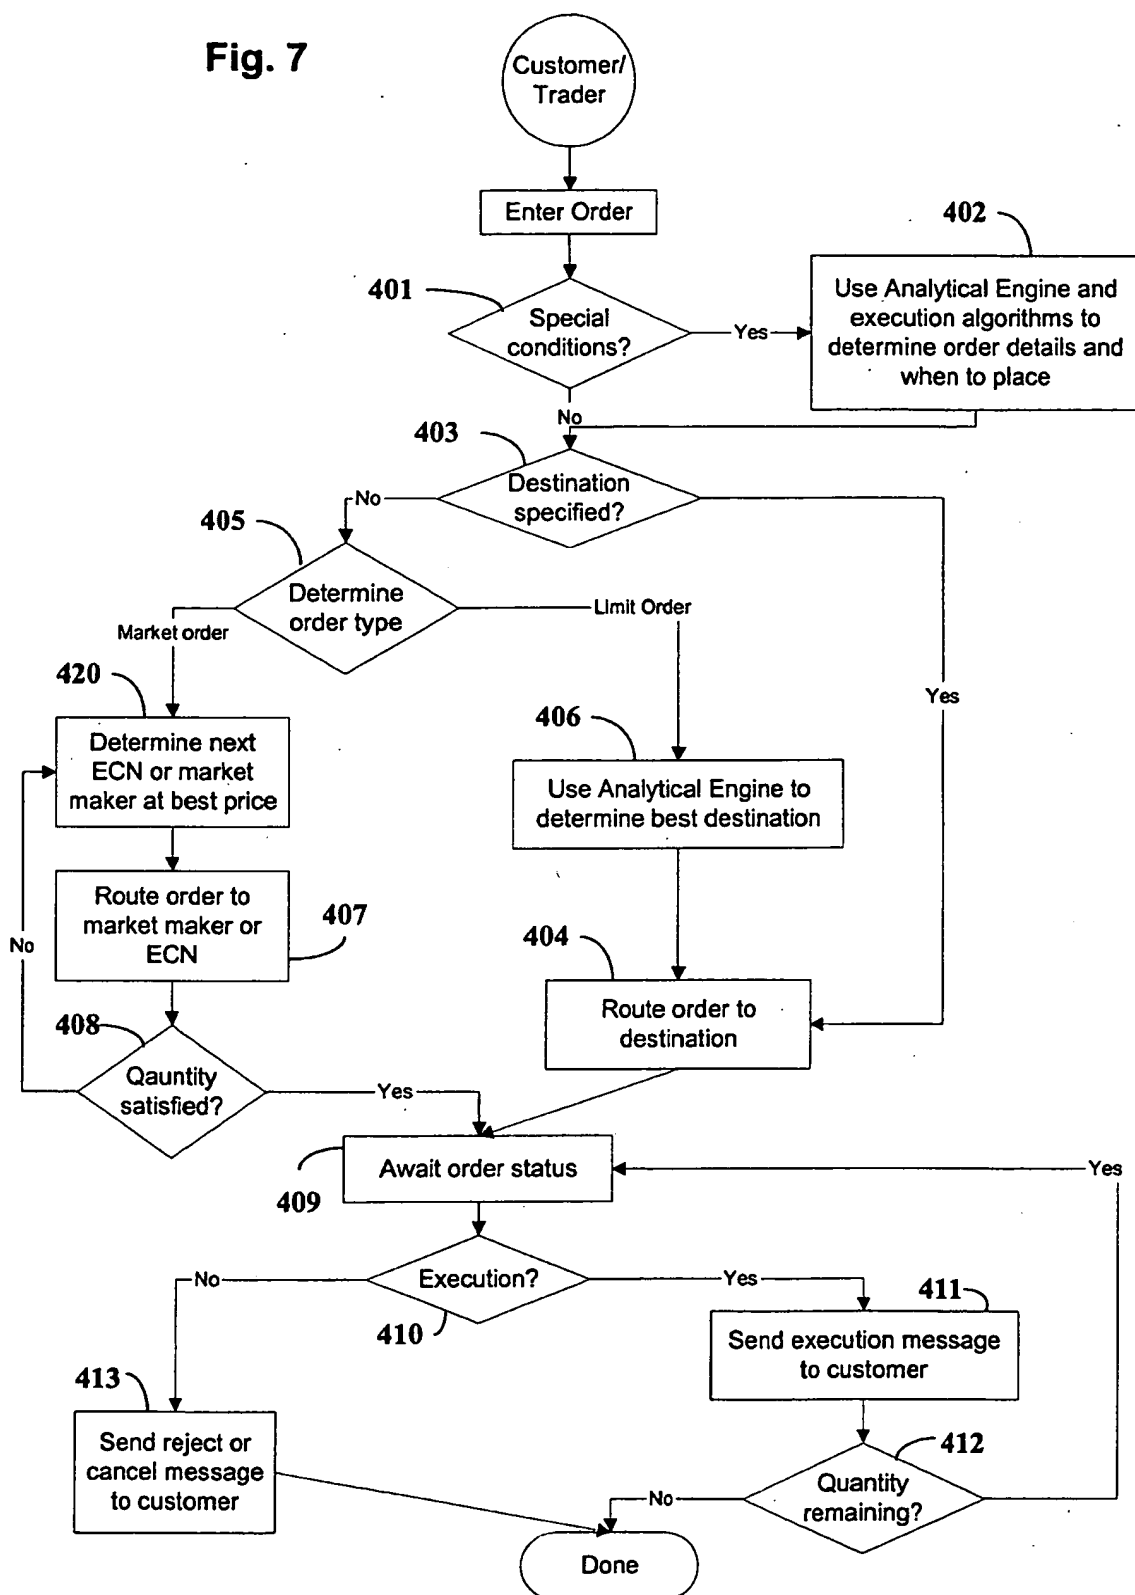 Fig. 7
Customer/
Trader
Enter Order
402
401
Special
conditions?
Yes
Use Analytical Engine and
execution algorithms to
determine order details and
when to place
No
403
Destination
specified?
No
405
Determine
order type
Limit Order
Market order
420
Yes
406
Determine next
ECN or market
maker at best price
Use Analytical Engine to
determine best destination
Route order to
market maker or
ECN
407
No
404
Route order to
destination
408
Qauntity
satisfied?
Yes
Await order status
Yes
409
No
Execution?
Yes
411
410
Send execution message
to customer
413
Send reject or
cancel message
to customer
412
Quantity
remaining?
No
Done